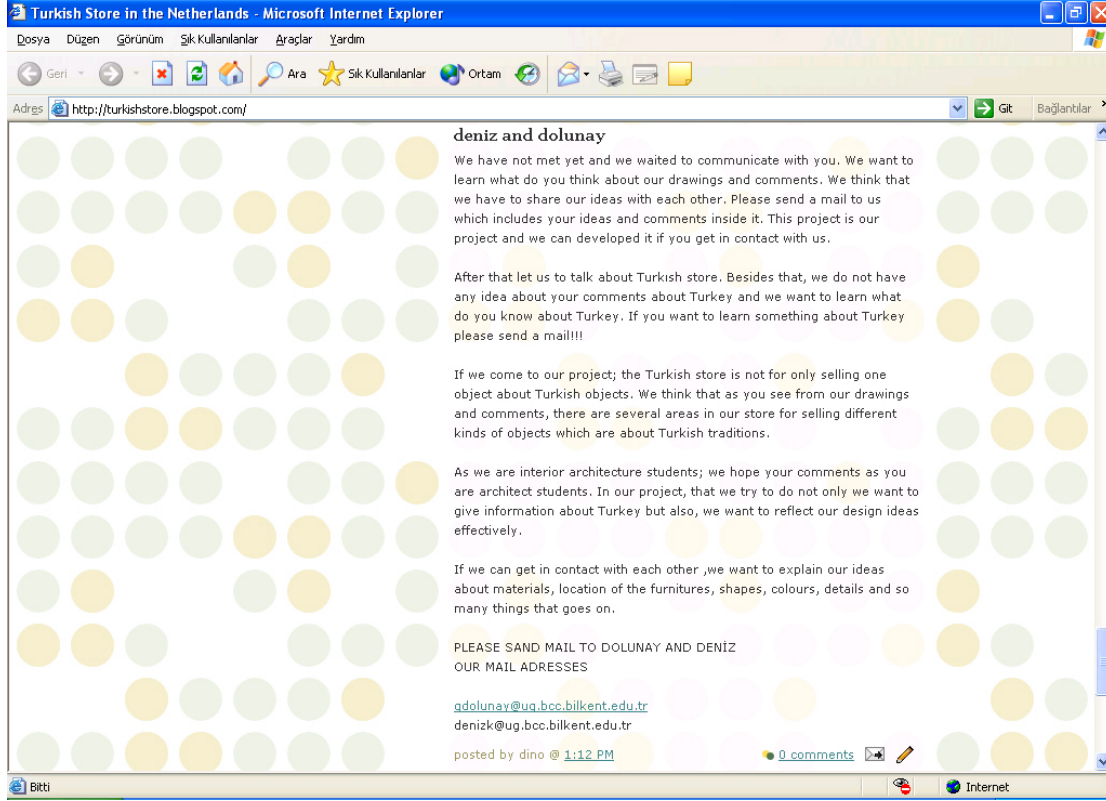 Turkish Store in the Netherlands - Microsoft Internet Explorer
Dosya Düzen Görünüm Sık Kullanılanlar Araçlar Yardım
Geri Ara Sık Kullanılanlar Ortam
Adres http://turkishstore.blogspot.com/ Git Bağlantılar
deniz and dolunay
We have not met yet and we waited to communicate with you. We want to
learn what do you think about our drawings and comments. We think that
we have to share our ideas with each other. Please send a mail to us
which includes your ideas and comments inside it. This project is our
project and we can developed it if you get in contact with us.
After that let us to talk about Turkısh store. Besides that, we do not have
any idea about your comments about Turkey and we want to learn what
do you know about Turkey. If you want to learn something about Turkey
please send a mail!!!
If we come to our project; the Turkish store is not for only selling one
object about Turkish objects. We think that as you see from our drawings
and comments, there are several areas in our store for selling different
kinds of objects which are about Turkish traditions.
As we are interior architecture students; we hope your comments as you
are architect students. In our project, that we try to do not only we want to
give information about Turkey but also, we want to reflect our design ideas
effectively.
If we can get in contact with each other ,we want to explain our ideas
about materials, location of the furnitures, shapes, colours, details and so
many things that goes on.
PLEASE SAND MAIL TO DOLUNAY AND DENİZ
OUR MAIL ADRESSES
gdolunay@ug.bcc.bilkent.edu.tr
denizk@ug.bcc.bilkent.edu.tr
posted by dino @ 1:12 PM 0 comments
Bitti Internet